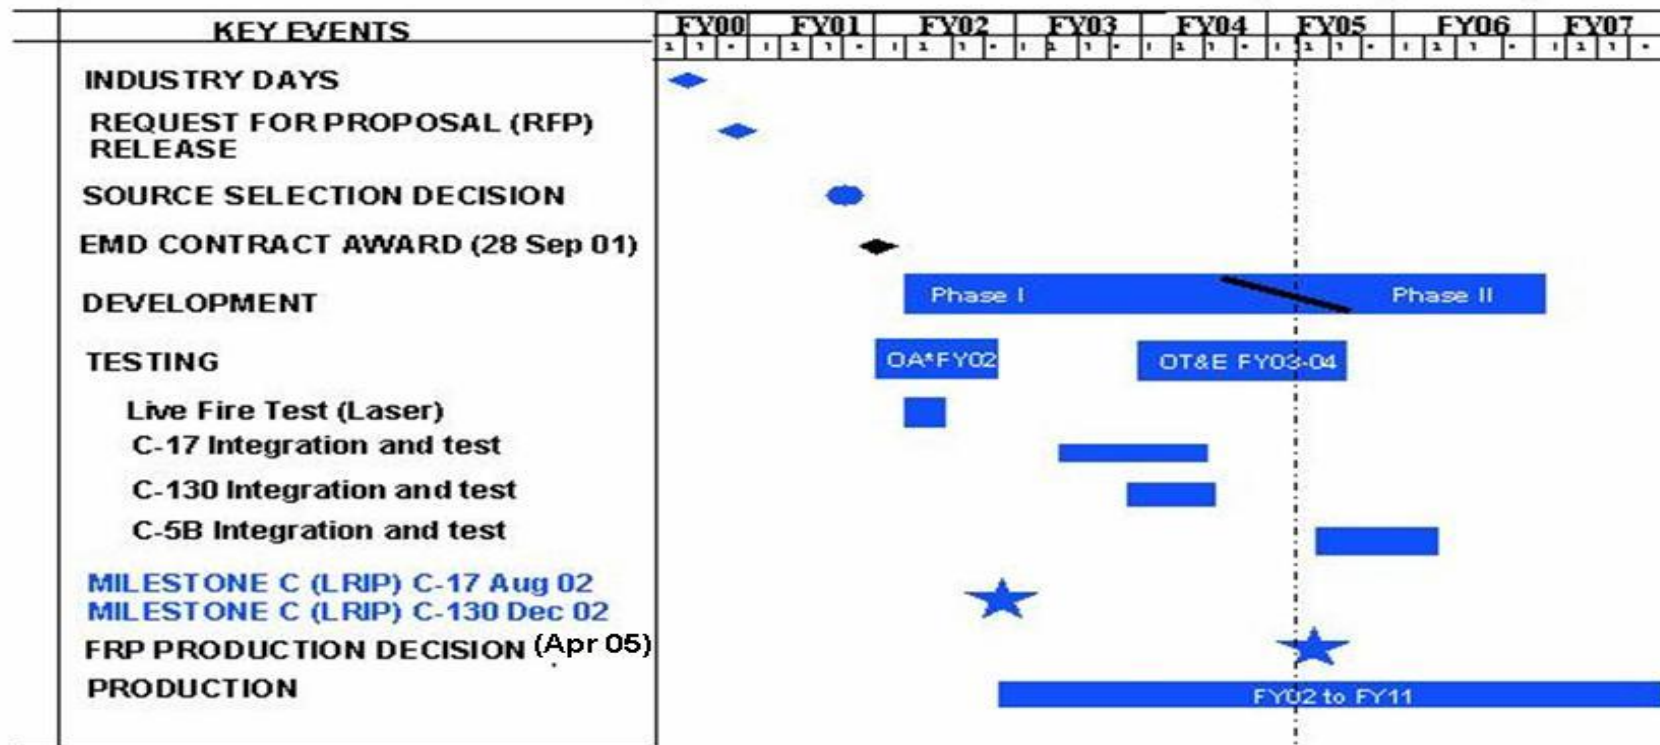 KEY EVENTS FY00 FY01 FY02 FY03 FY04 FY05 FY06 FY07
INDUSTRY DAYS
REQUEST FOR PROPOSAL (RFP)
RELEASE
SOURCE SELECTION DECISION
EMD CONTRACT AWARD (28 Sep 01)
DEVELOPMENT Phase I Phase II
TESTING OA*FY02 OT&E FY03-04
Live Fire Test (Laser)
C-17 Integration and test
C-130 Integration and test
C-5B Integration and test
MILESTONE C (LRIP) C-17 Aug 02
MILESTONE C (LRIP) C-130 Dec 02
FRP PRODUCTION DECISION (Apr 05)
PRODUCTION FY02 to FY11